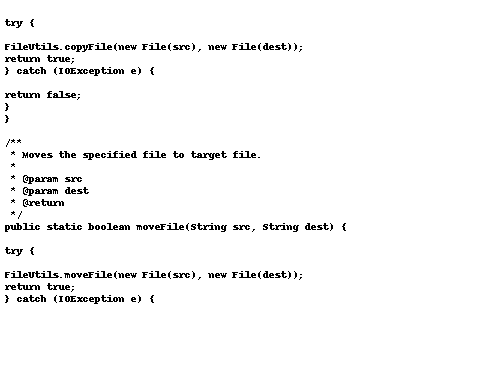 try {
FileUtils.copyFile(new File(src), new File(dest));
return true;
} catch (IOException e) {
return false;
}
}
/**
* Moves the specified file to target file.
*
* @param src
* @param dest
* @return
*/
public static boolean moveFile(String src, String dest) {
try {
FileUtils.moveFile(new File(src), new File(dest));
return true;
} catch (IOException e) {